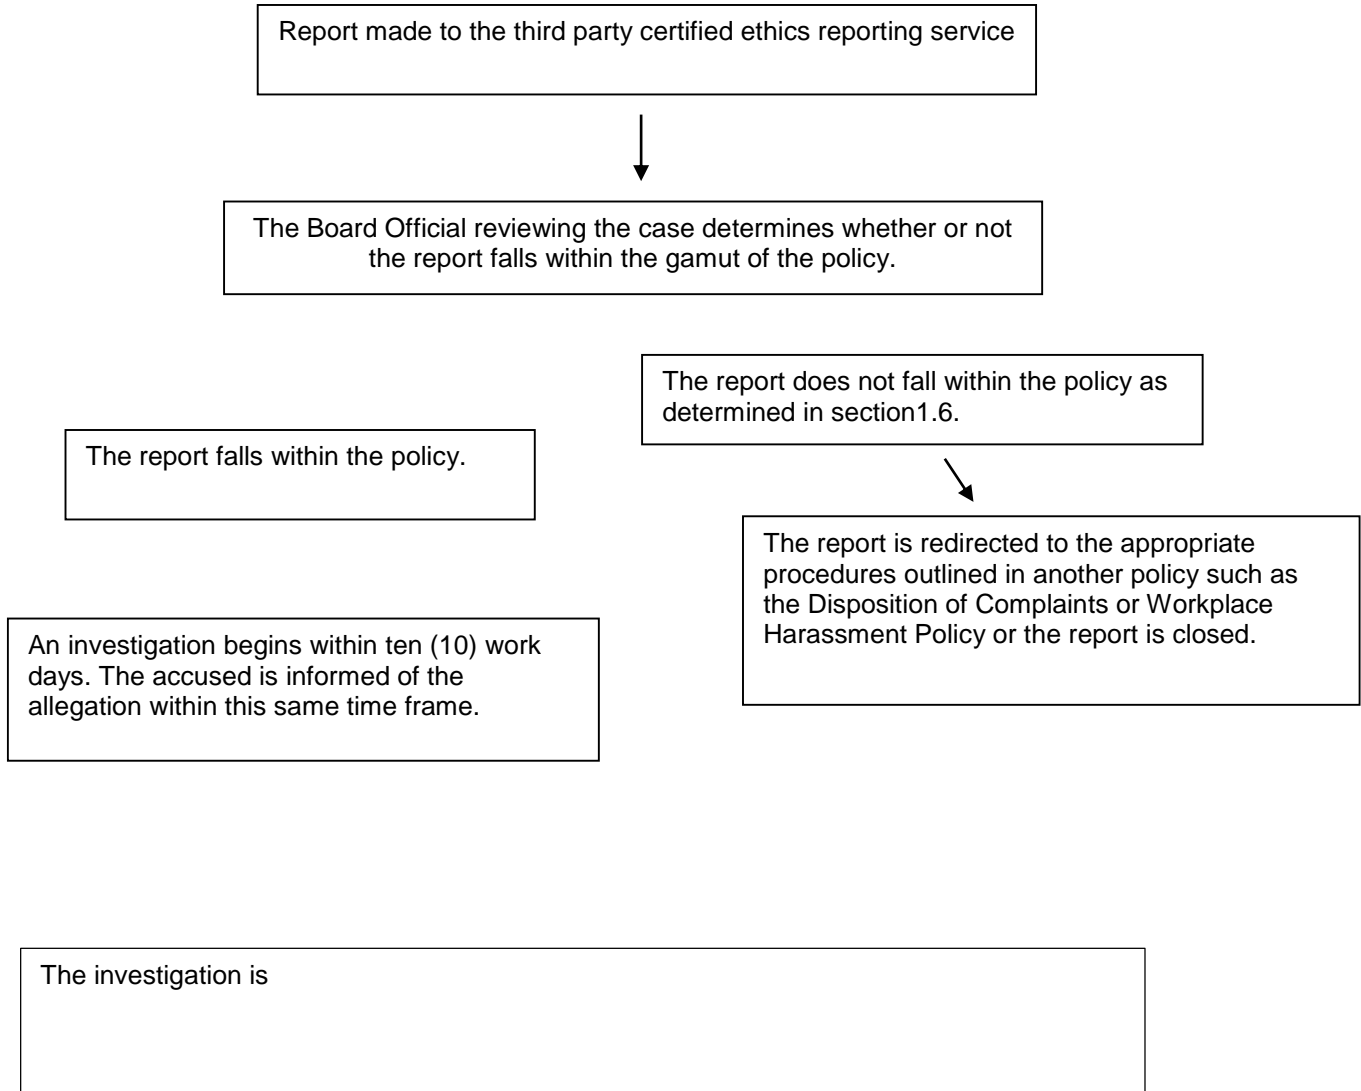 Report made to the third party certified ethics reporting service
The Board Official reviewing the case determines whether or not
the report falls within the gamut of the policy.
The report does not fall within the policy as
determined in section1.6.
The report falls within the policy.
The report is redirected to the appropriate
procedures outlined in another policy such as
the Disposition of Complaints or Workplace
Harassment Policy or the report is closed.
An investigation begins within ten (10) work
days. The accused is informed of the
allegation within this same time frame.
The investigation is